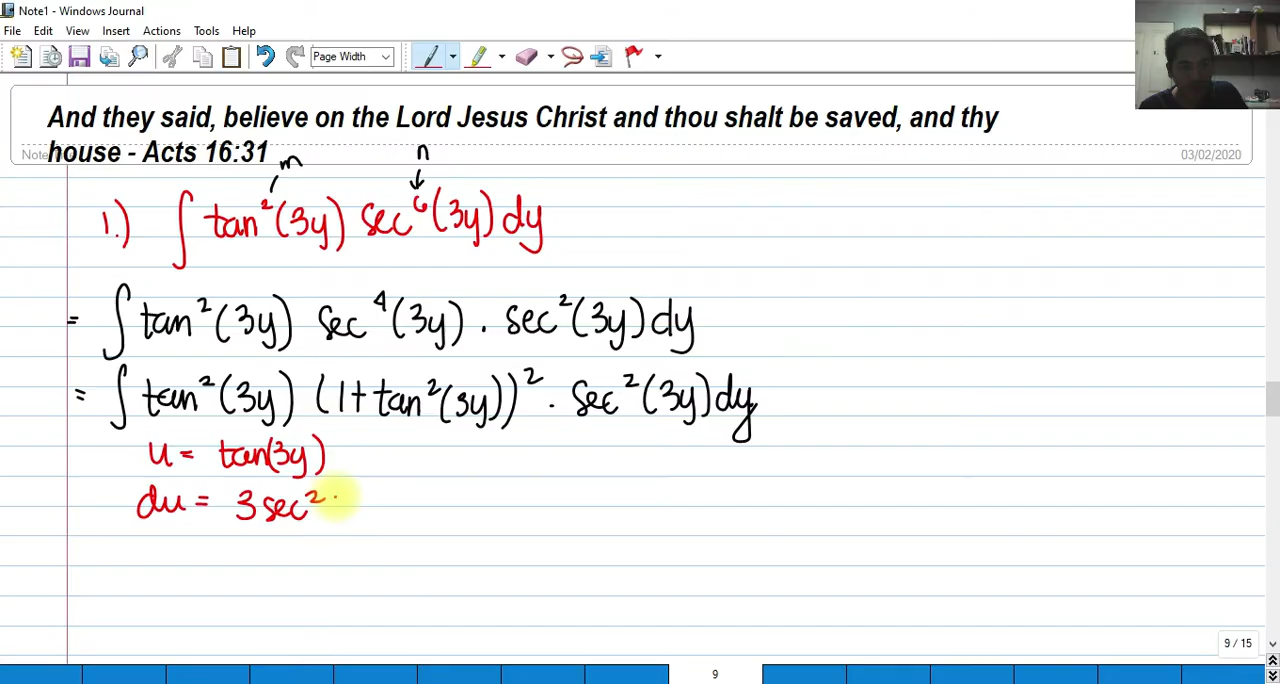 Note1 - Windows Journal
File Edit View Insert Actions Tools Help
Page Width
And they said, believe on the Lord Jesus Christ and thou shalt be saved, and thy
house - Acts 16:31
03/02/2020
m n
1.) ∫ tan²(3y) sec⁶(3y) dy
= ∫ tan²(3y) sec⁴(3y) · sec²(3y) dy
= ∫ tan²(3y) (1+tan²(3y))² · sec²(3y) dy
u = tan(3y)
du = 3 sec²
9 / 15
9